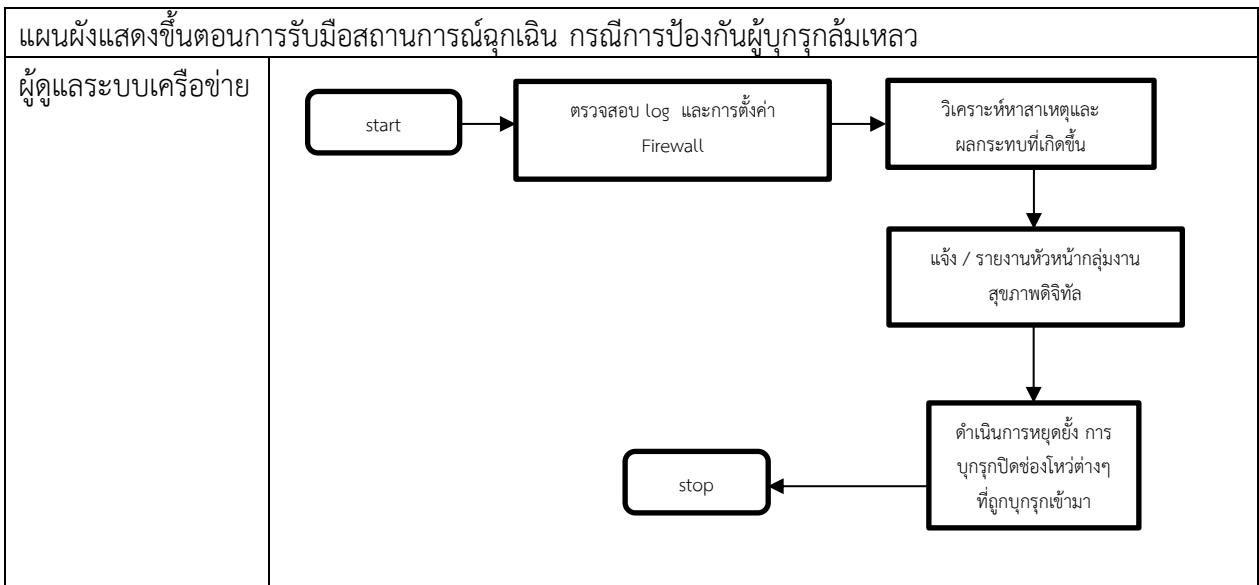 แผนผังแสดงขึ้นตอนการรับมือสถานการณ์ฉุกเฉิน กรณีการป้องกันผู้บุกรุกล้มเหลว
ผู้ดูแลระบบเครือข่าย
start
ตรวจสอบ log และการตั้งค่า
Firewall
วิเคราะห์หาสาเหตุและ
ผลกระทบที่เกิดขึ้น
แจ้ง / รายงานหัวหน้ากลุ่มงาน
สุขภาพดิจิทัล
ดำเนินการหยุดยั้ง การ
บุกรุกปิดช่องโหว่ต่างๆ
ที่ถูกบุกรุกเข้ามา
stop